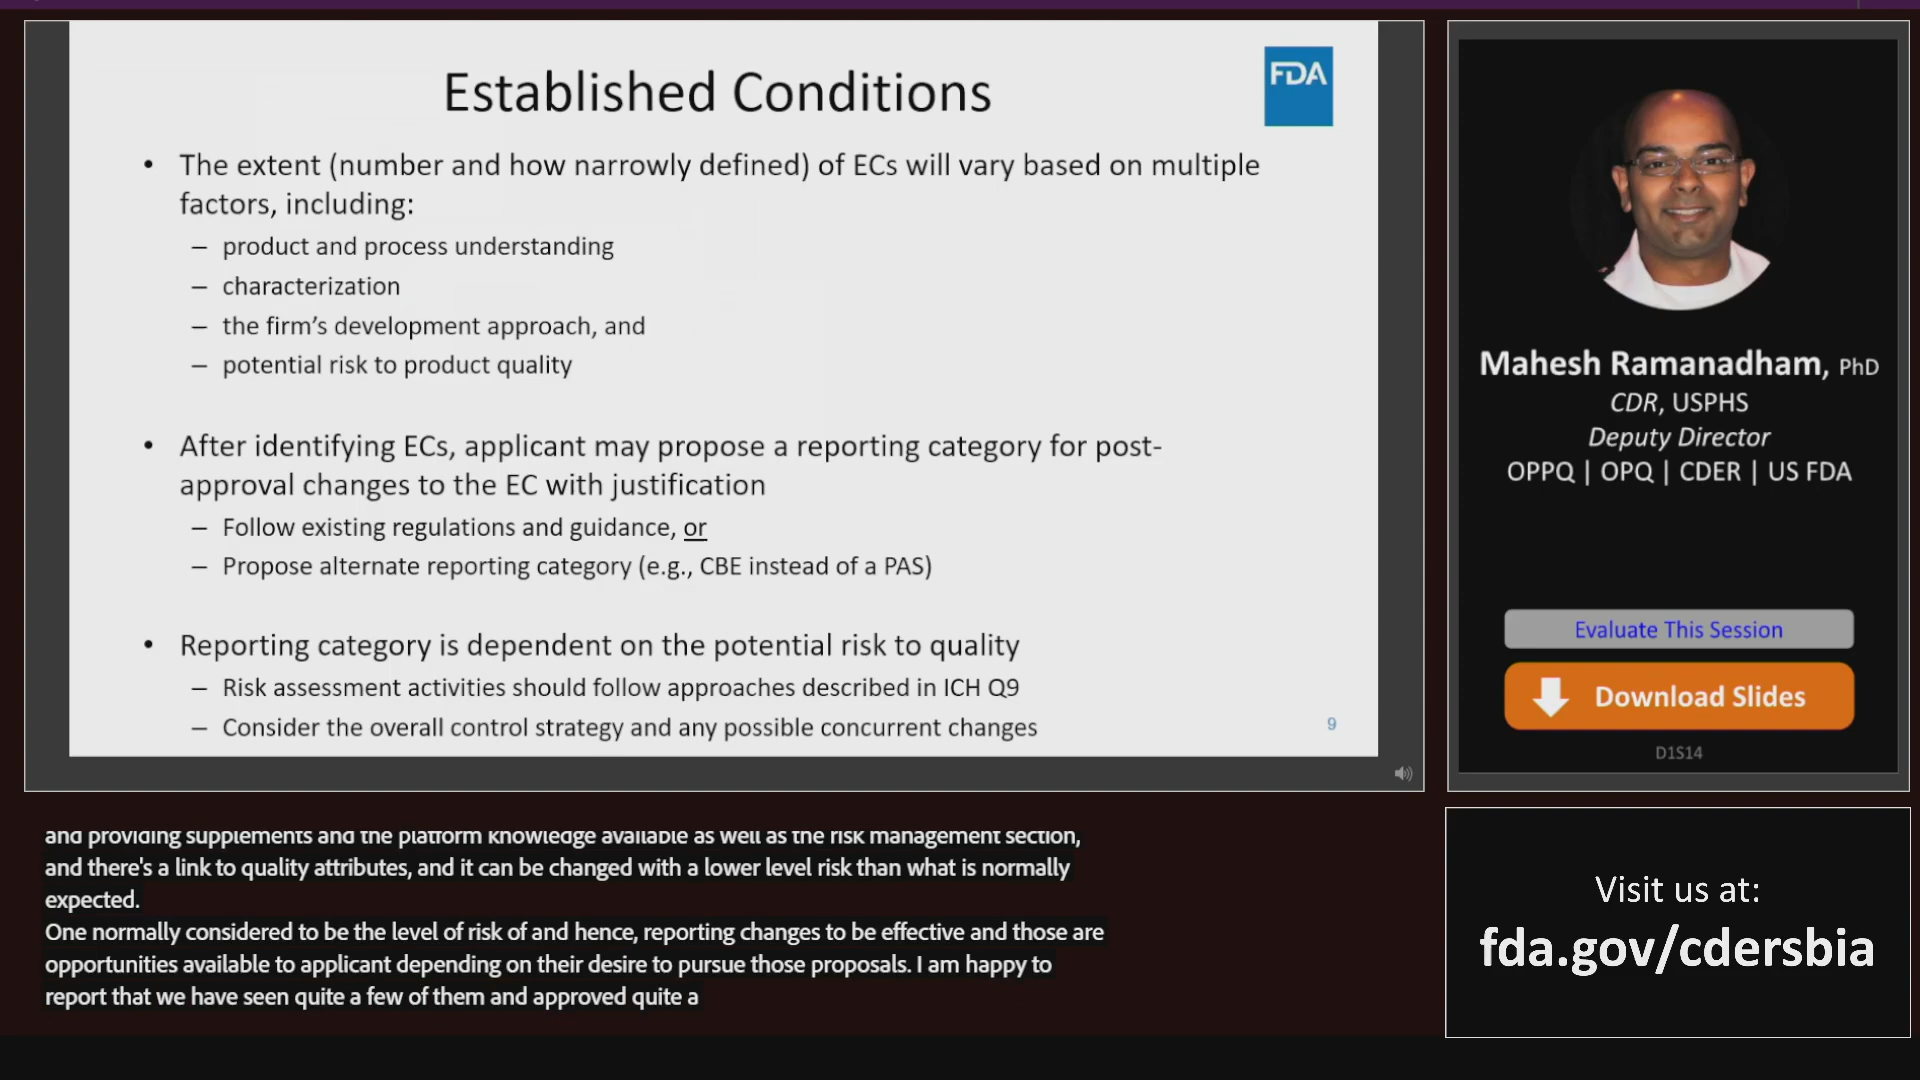 Established Conditions
FDA
• The extent (number and how narrowly defined) of ECs will vary based on multiple
factors, including:
– product and process understanding
– characterization
– the firm's development approach, and
– potential risk to product quality
• After identifying ECs, applicant may propose a reporting category for post-
approval changes to the EC with justification
– Follow existing regulations and guidance, or
– Propose alternate reporting category (e.g., CBE instead of a PAS)
• Reporting category is dependent on the potential risk to quality
– Risk assessment activities should follow approaches described in ICH Q9
– Consider the overall control strategy and any possible concurrent changes
9
Mahesh Ramanadham, PhD
CDR, USPHS
Deputy Director
OPPQ | OPQ | CDER | US FDA
Evaluate This Session
Download Slides
D1S14
and providing supplements and the platform knowledge available as well as the risk management section,
and there's a link to quality attributes, and it can be changed with a lower level risk than what is normally
expected.
One normally considered to be the level of risk of and hence, reporting changes to be effective and those are
opportunities available to applicant depending on their desire to pursue those proposals. I am happy to
report that we have seen quite a few of them and approved quite a
Visit us at:
fda.gov/cdersbia